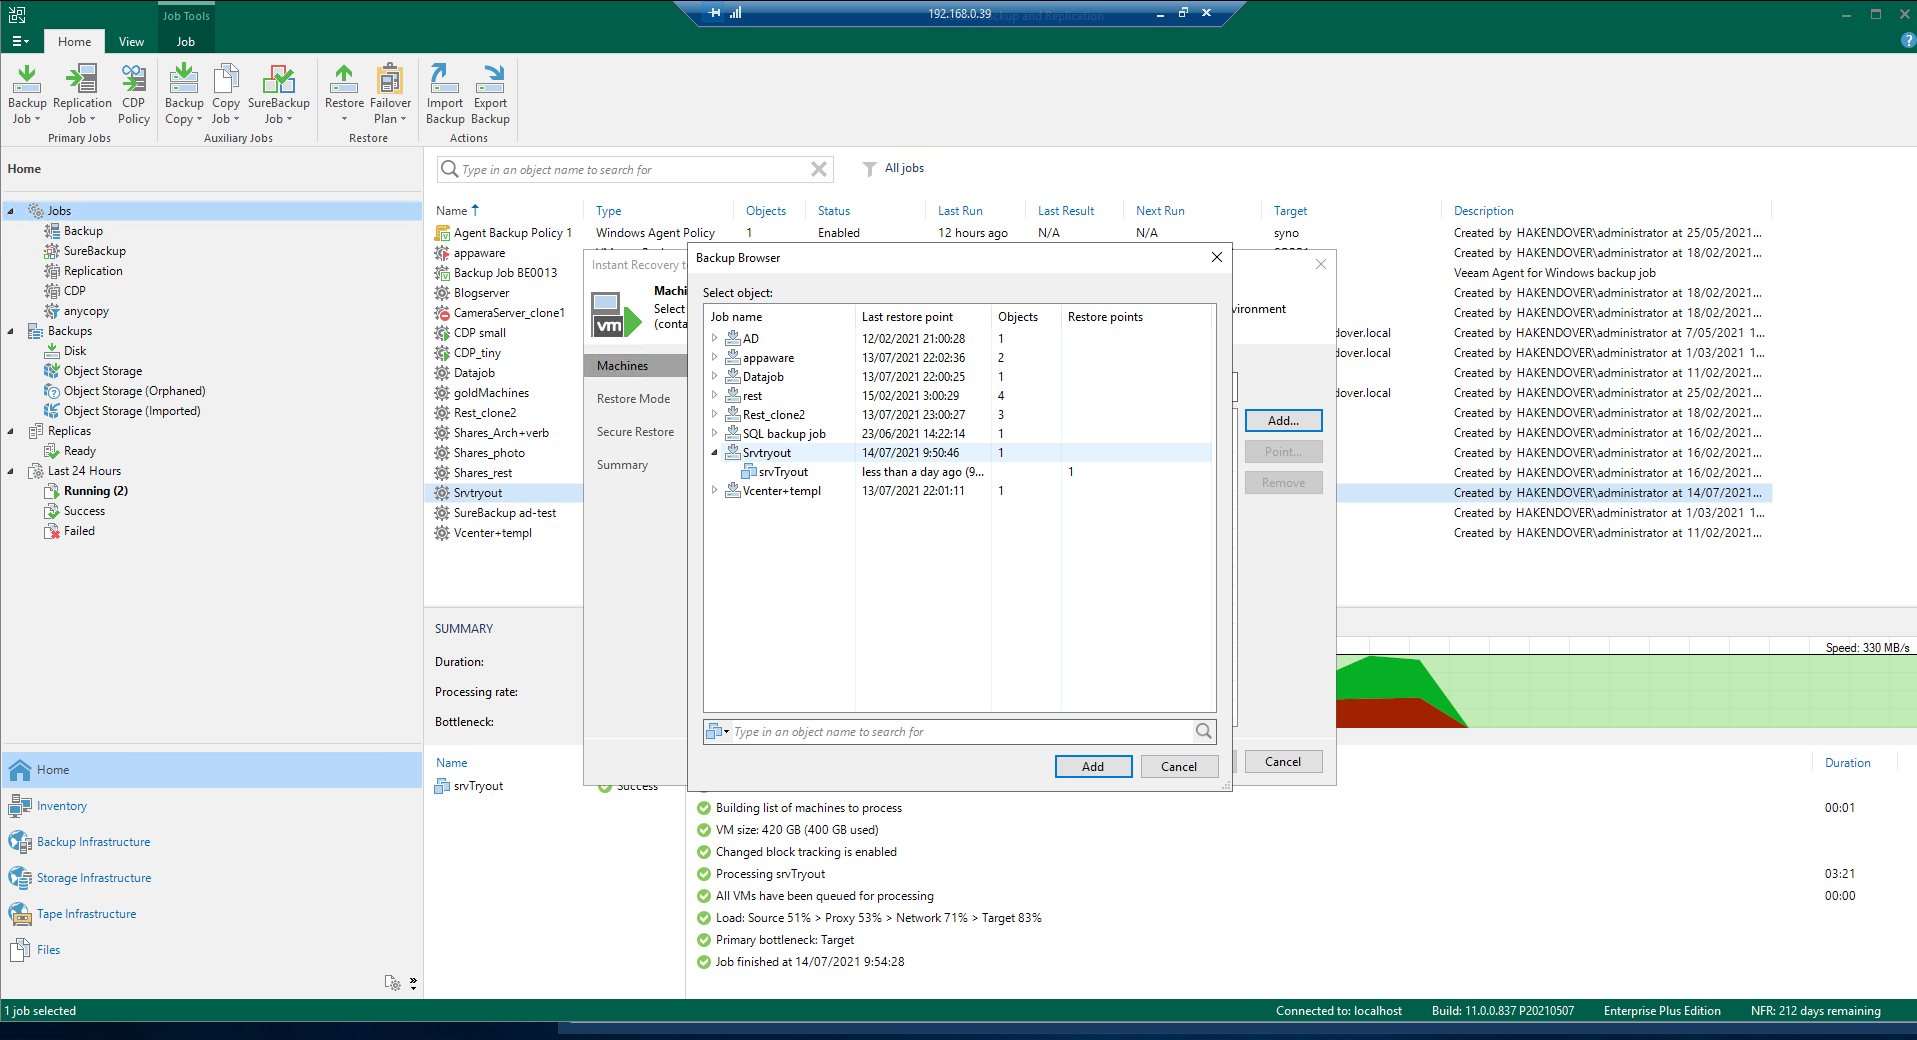 Job Tools
192.168.0.39
ckup and Replication
Home
View
Job
Backup Job
Replication Job
CDP Policy
Backup Copy
Copy Job
SureBackup Job
Restore
Failover Plan
Import Backup
Export Backup
Primary Jobs
Auxiliary Jobs
Restore
Actions
Home
Type in an object name to search for
All jobs
Jobs
Backup
SureBackup
Replication
CDP
anycopy
Backups
Disk
Object Storage
Object Storage (Orphaned)
Object Storage (Imported)
Replicas
Ready
Last 24 Hours
Running (2)
Success
Failed
Home
Inventory
Backup Infrastructure
Storage Infrastructure
Tape Infrastructure
Files
Name Type Objects Status Last Run Last Result Next Run Target Description
Agent Backup Policy 1 Windows Agent Policy 1 Enabled 12 hours ago N/A N/A syno Created by HAKENDOVER\administrator at 25/05/2021...
appaware Created by HAKENDOVER\administrator at 18/02/2021...
Backup Job BE0013 Veeam Agent for Windows backup job
Blogserver Created by HAKENDOVER\administrator at 18/02/2021...
CameraServer_clone1 Created by HAKENDOVER\administrator at 18/02/2021...
CDP small dover.local Created by HAKENDOVER\administrator at 7/05/2021 1...
CDP_tiny dover.local Created by HAKENDOVER\administrator at 1/03/2021 1...
Datajob Created by HAKENDOVER\administrator at 11/02/2021...
goldMachines dover.local Created by HAKENDOVER\administrator at 25/02/2021...
Rest_clone2 Created by HAKENDOVER\administrator at 18/02/2021...
Shares_Arch+verb Created by HAKENDOVER\administrator at 16/02/2021...
Shares_photo Created by HAKENDOVER\administrator at 16/02/2021...
Shares_rest Created by HAKENDOVER\administrator at 16/02/2021...
Srvtryout Created by HAKENDOVER\administrator at 14/07/2021...
SureBackup ad-test Created by HAKENDOVER\administrator at 1/03/2021 1...
Vcenter+templ Created by HAKENDOVER\administrator at 11/02/2021...
Instant Recovery to
vm
Machi
Select
(conta
vironment
Machines
Restore Mode
Secure Restore
Summary
Add...
Point...
Remove
Cancel
Backup Browser
Select object:
Job name Last restore point Objects Restore points
AD 12/02/2021 21:00:28 1
appaware 13/07/2021 22:02:36 2
Datajob 13/07/2021 22:00:25 1
rest 15/02/2021 3:00:29 4
Rest_clone2 13/07/2021 23:00:27 3
SQL backup job 23/06/2021 14:22:14 1
Srvtryout 14/07/2021 9:50:46 1
srvTryout less than a day ago (9... 1
Vcenter+templ 13/07/2021 22:01:11 1
Type in an object name to search for
Add
Cancel
SUMMARY
Duration:
Processing rate:
Bottleneck:
Speed: 330 MB/s
Name
Duration
srvTryout Success
Building list of machines to process 00:01
VM size: 420 GB (400 GB used)
Changed block tracking is enabled
Processing srvTryout 03:21
All VMs have been queued for processing 00:00
Load: Source 51% > Proxy 53% > Network 71% > Target 83%
Primary bottleneck: Target
Job finished at 14/07/2021 9:54:28
1 job selected
Connected to: localhost
Build: 11.0.0.837 P20210507
Enterprise Plus Edition
NFR: 212 days remaining